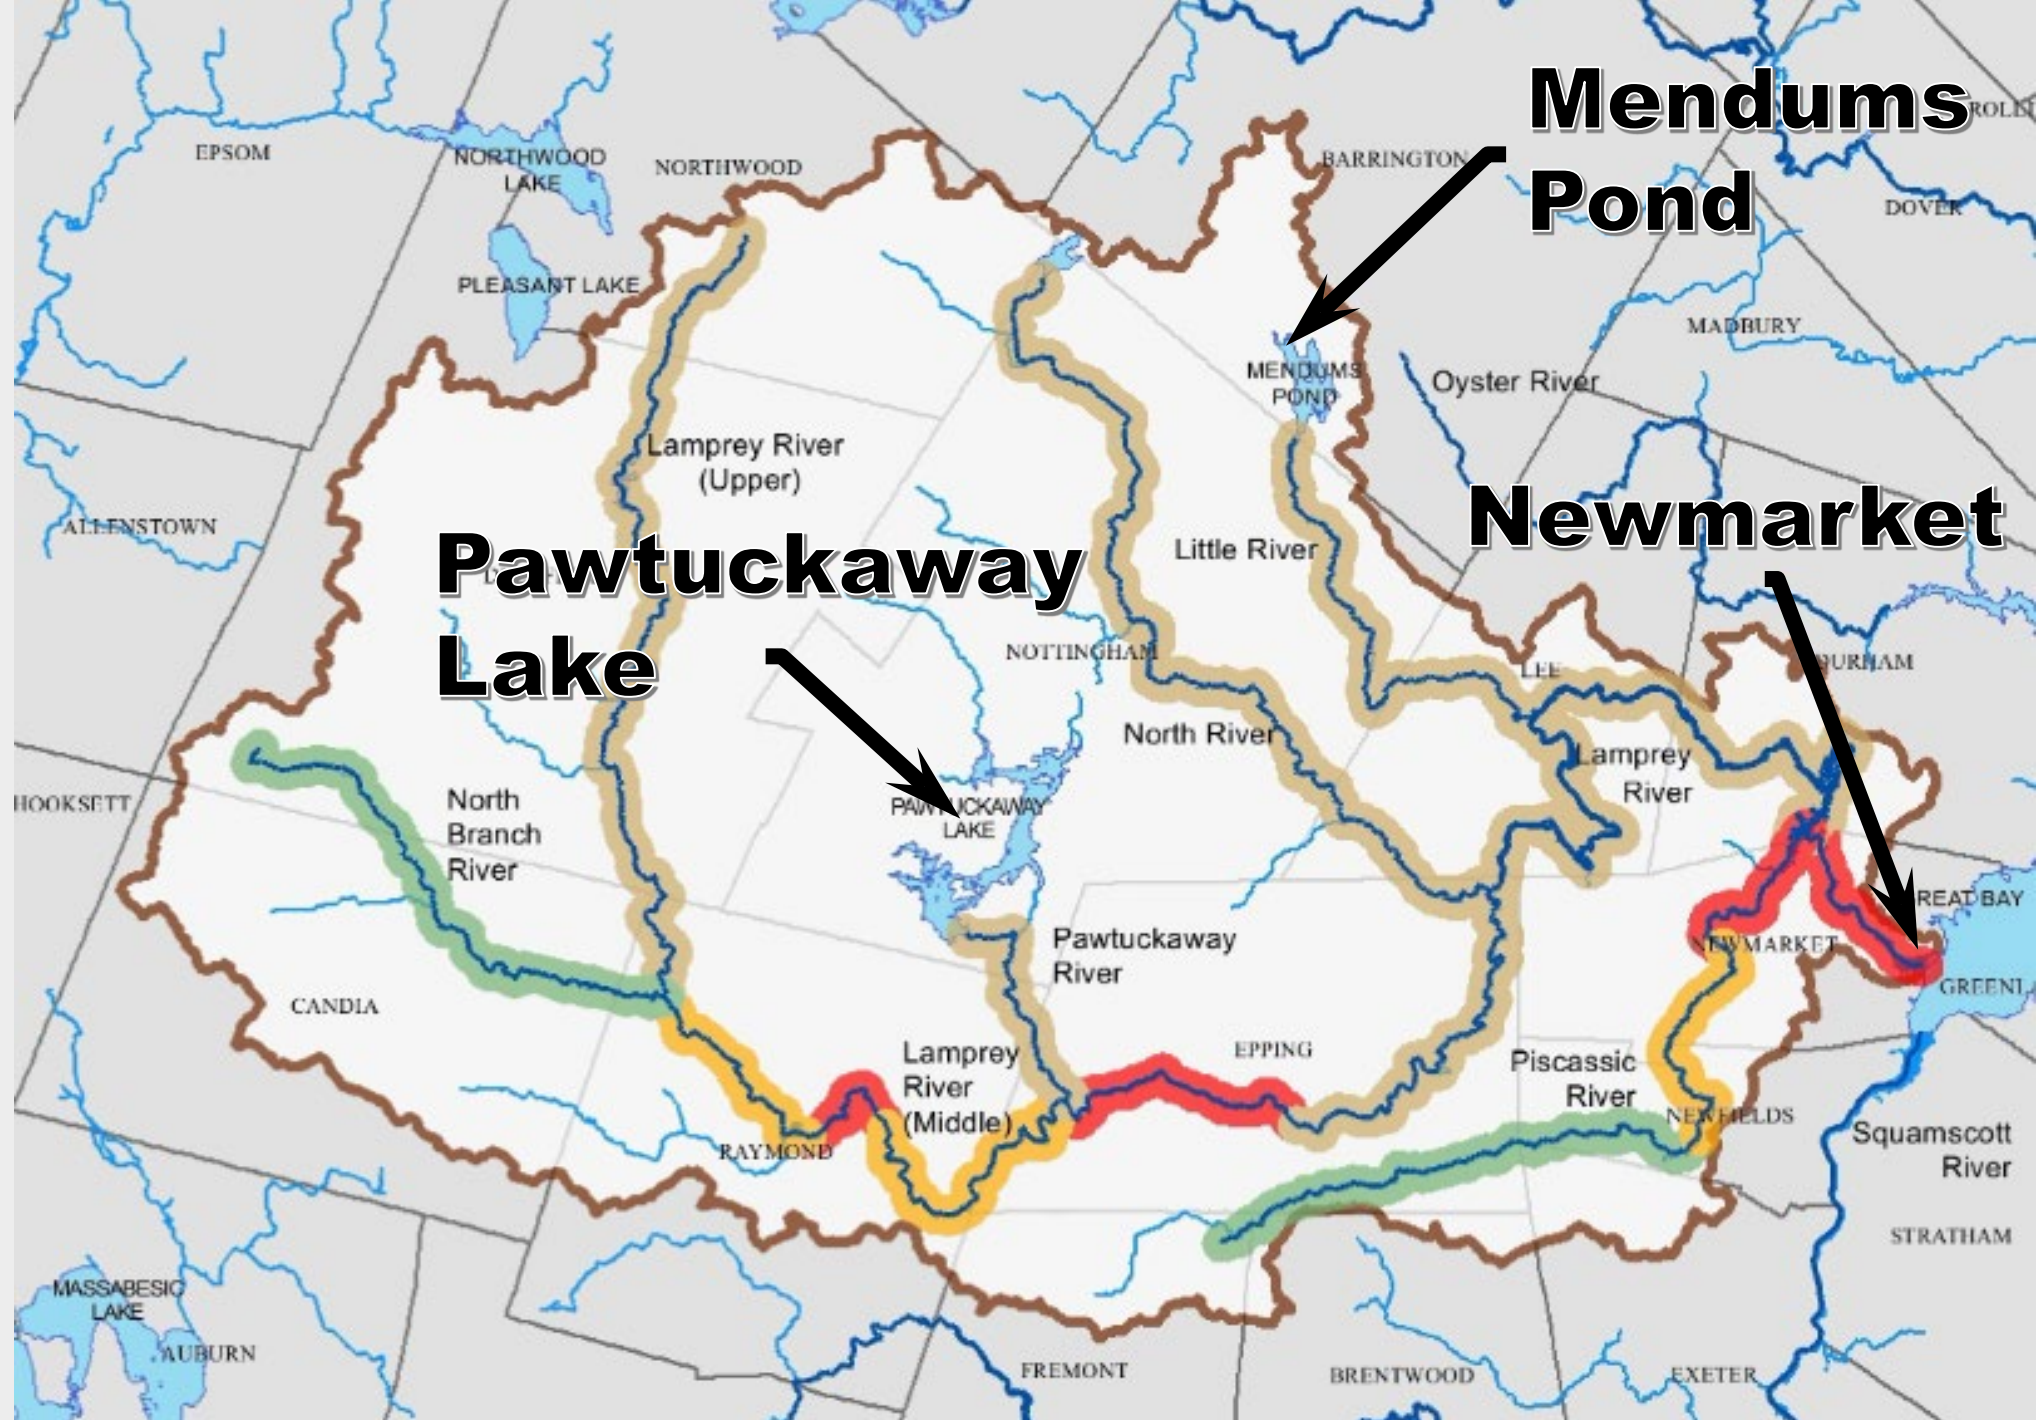 Mendums
Pond
BARRINGTON
DOVER
EPSOM
NORTHWOOD
LAKE
NORTHWOOD
PLEASANT LAKE
MADBURY
MENDUMS
POND
Oyster River
Lamprey River
(Upper)
Newmarket
ALLENSTOWN
Little River
Pawtuckaway
Lake
NOTTINGHAM
LEE
DURHAM
North River
Lamprey
River
HOOKSETT
North
Branch
River
PAWTUCKAWAY
LAKE
GREAT BAY
Pawtuckaway
River
NEWMARKET
GREENL
CANDIA
Lamprey
River
(Middle)
EPPING
Piscassic
River
NEWFIELDS
RAYMOND
Squamscott
River
STRATHAM
MASSABESIC
LAKE
AUBURN
FREMONT
BRENTWOOD
EXETER